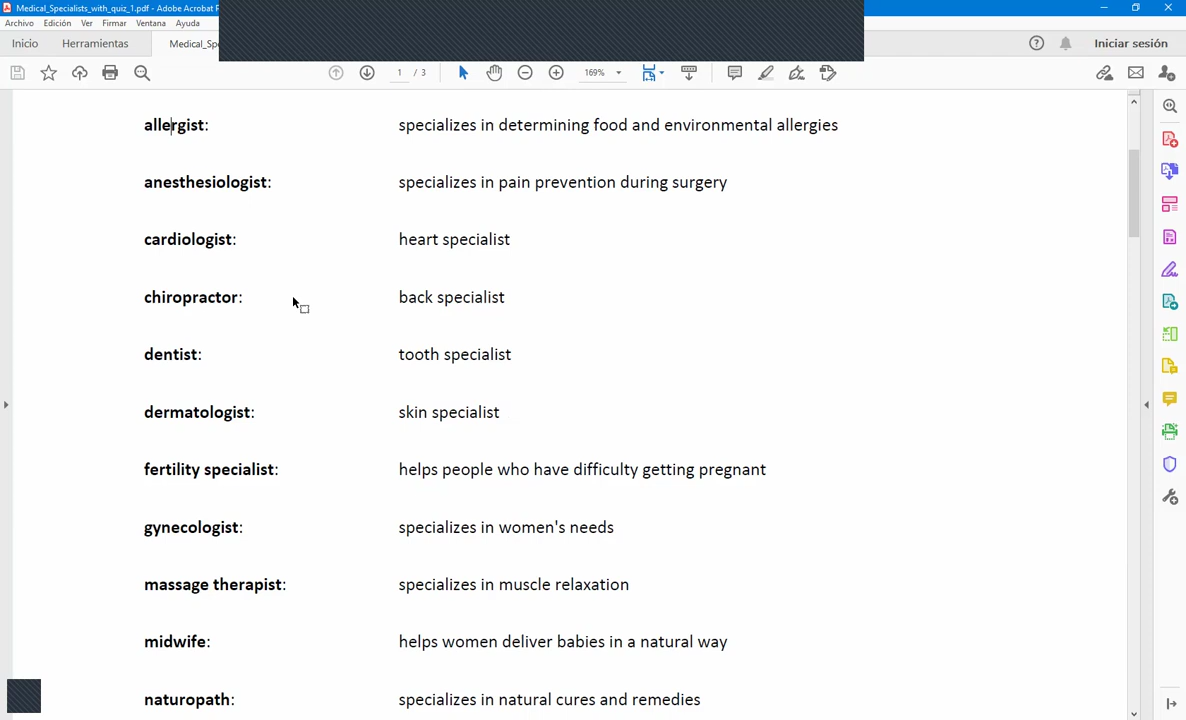 Medical_Specialists_with_quiz_1.pdf - Adobe Acrobat
Archivo Edición Ver Firmar Ventana Ayuda
Inicio Herramientas Iniciar sesión
1 / 3 169%
allergist: specializes in determining food and environmental allergies
anesthesiologist: specializes in pain prevention during surgery
cardiologist: heart specialist
chiropractor: back specialist
dentist: tooth specialist
dermatologist: skin specialist
fertility specialist: helps people who have difficulty getting pregnant
gynecologist: specializes in women's needs
massage therapist: specializes in muscle relaxation
midwife: helps women deliver babies in a natural way
naturopath: specializes in natural cures and remedies